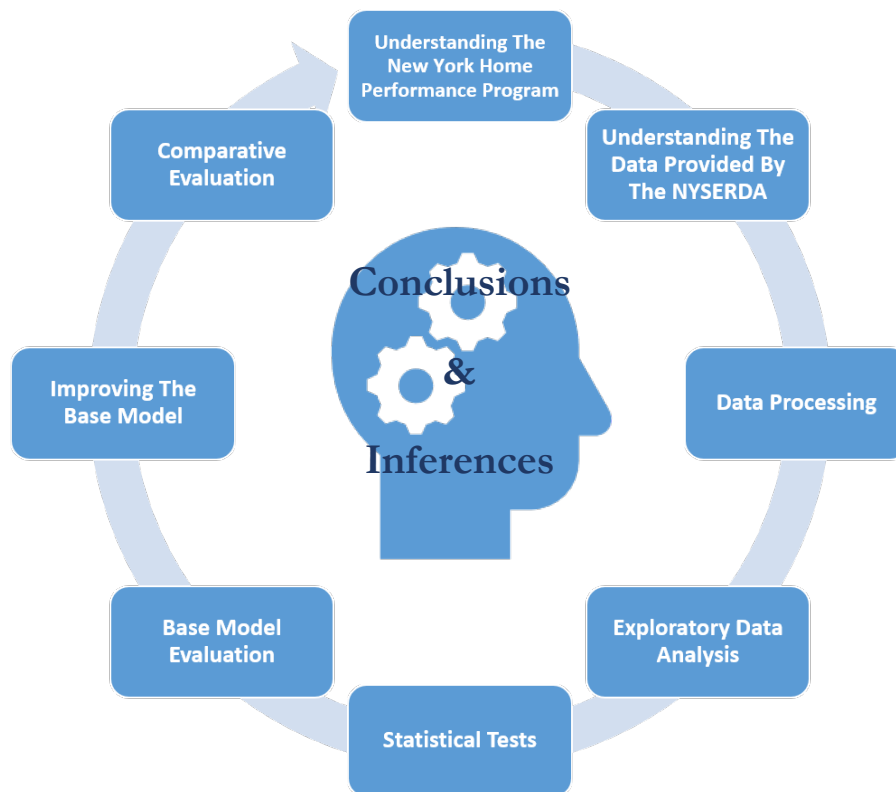 Understanding The
New York Home
Performance Program
Understanding The
Data Provided By
The NYSERDA
Data Processing
Exploratory Data
Analysis
Statistical Tests
Base Model
Evaluation
Improving The
Base Model
Comparative
Evaluation
Conclusions
&
Inferences